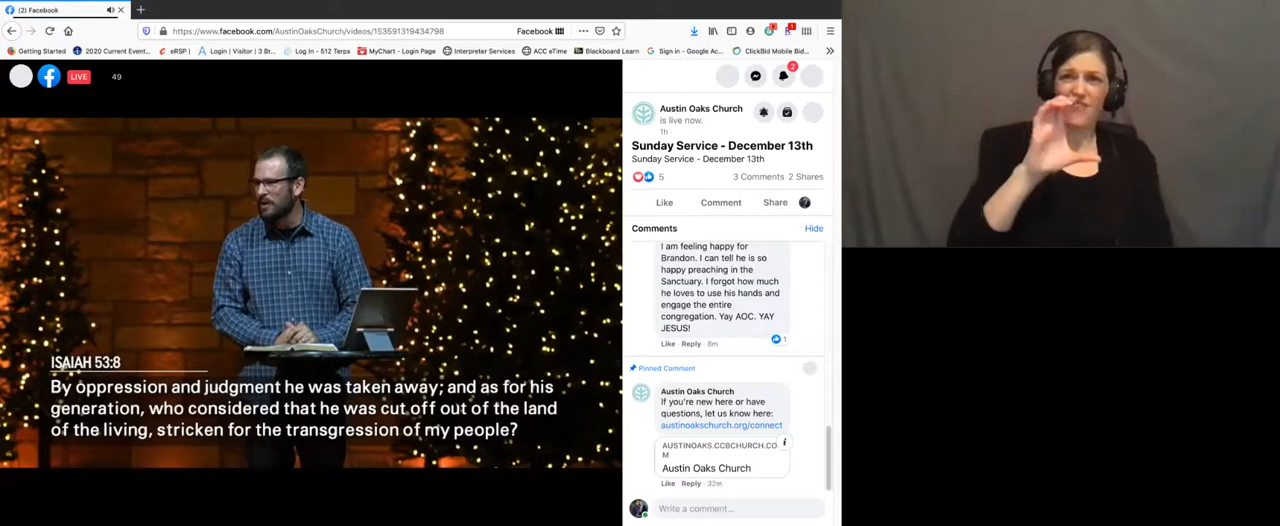 (2) Facebook
https://www.facebook.com/AustinOaksChurch/videos/153591319434798
Facebook
Getting Started
2020 Current Event...
eRSP |
Login | Visitor | 3 Br...
Log In - 512 Terps
MyChart - Login Page
Interpreter Services
ACC eTime
Blackboard Learn
Sign in - Google Ac...
ClickBid Mobile Bid...
LIVE
49
ISAIAH 53:8
By oppression and judgment he was taken away; and as for his
generation, who considered that he was cut off out of the land
of the living, stricken for the transgression of my people?
2
Austin Oaks Church
is live now.
1h
Sunday Service - December 13th
Sunday Service - December 13th
5
3 Comments 2 Shares
Like
Comment
Share
Comments
Hide
I am feeling happy for
Brandon. I can tell he is so
happy preaching in the
Sanctuary. I forgot how much
he loves to use his hands and
engage the entire
congregation. Yay AOC. YAY
JESUS!
1
Like · Reply · 8m
Pinned Comment
Austin Oaks Church
If you're new here or have
questions, let us know here:
austinoakschurch.org/connect
AUSTINOAKS.CCBCHURCH.CO
M
Austin Oaks Church
Like · Reply · 32m
Write a comment...